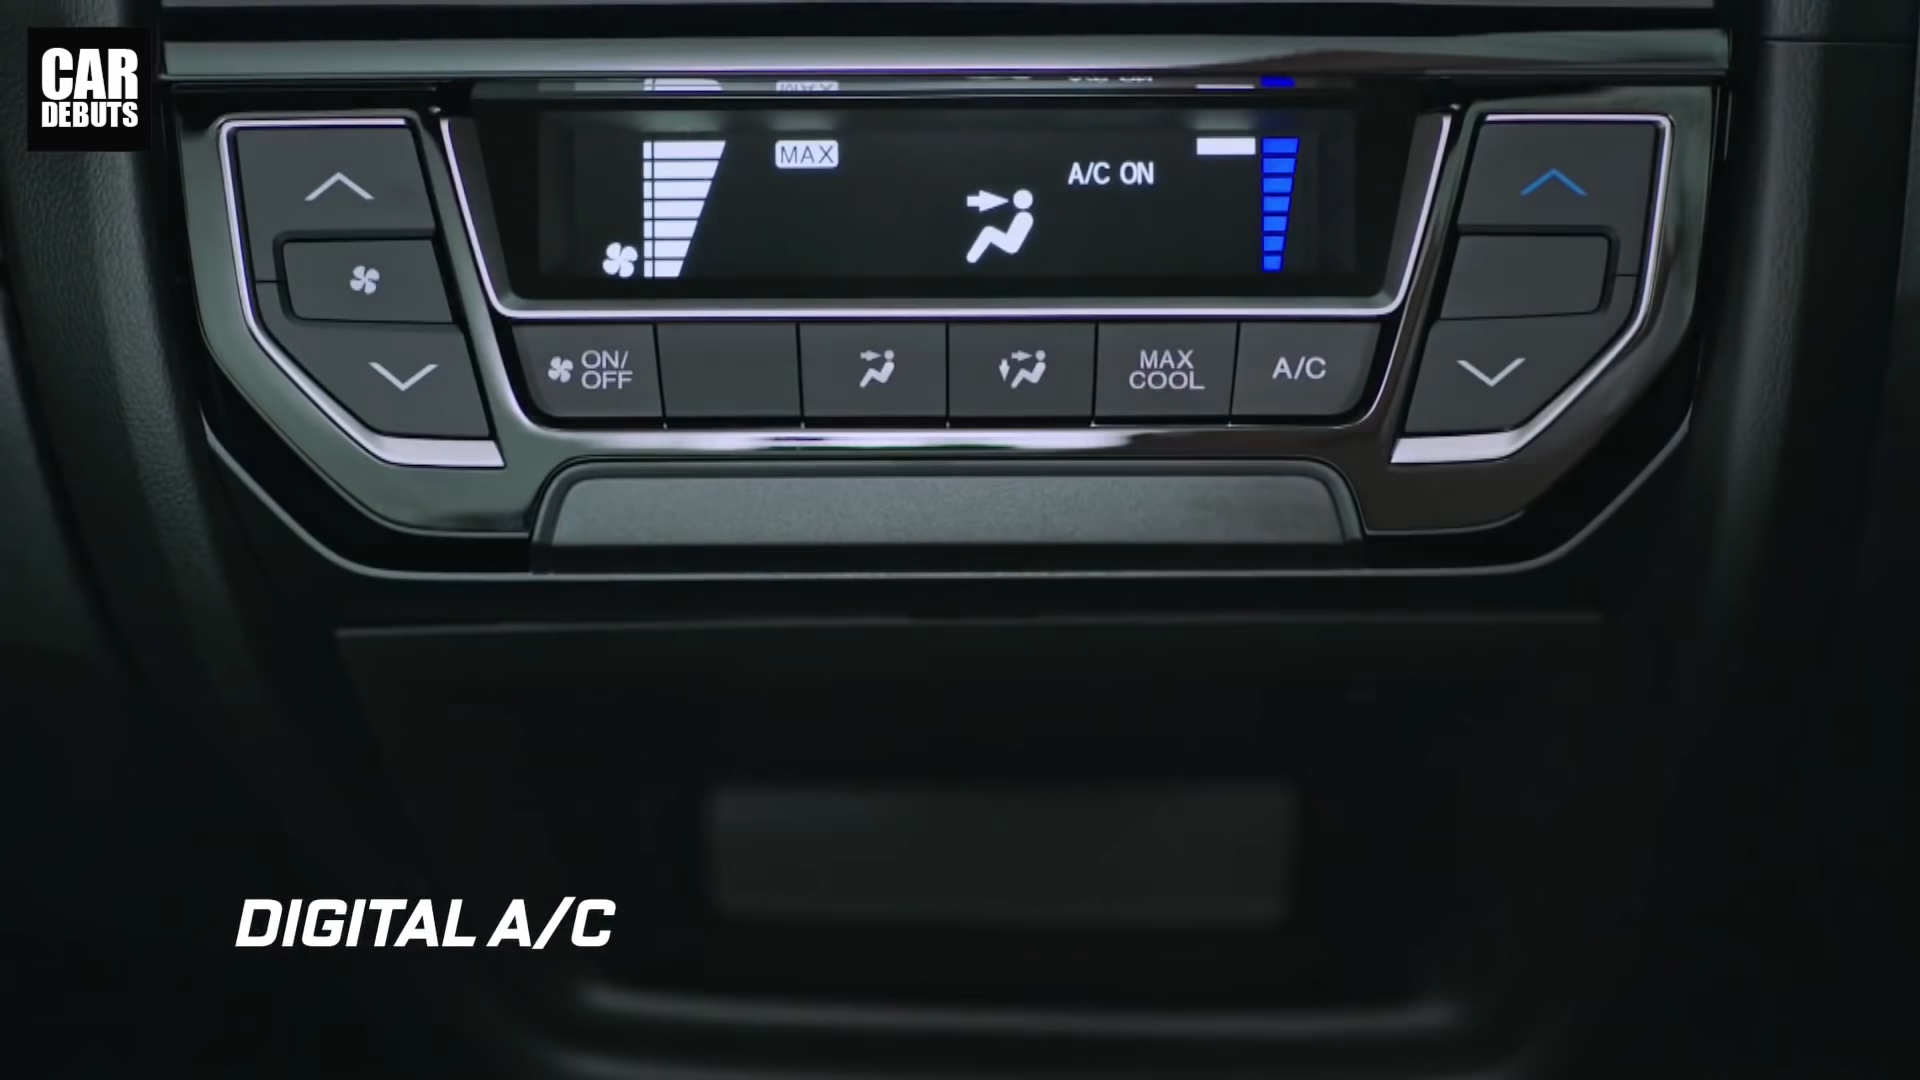 CAR
DEBUTS
MAX
A/C ON
ON/
OFF
MAX
COOL
A/C
DIGITAL A/C